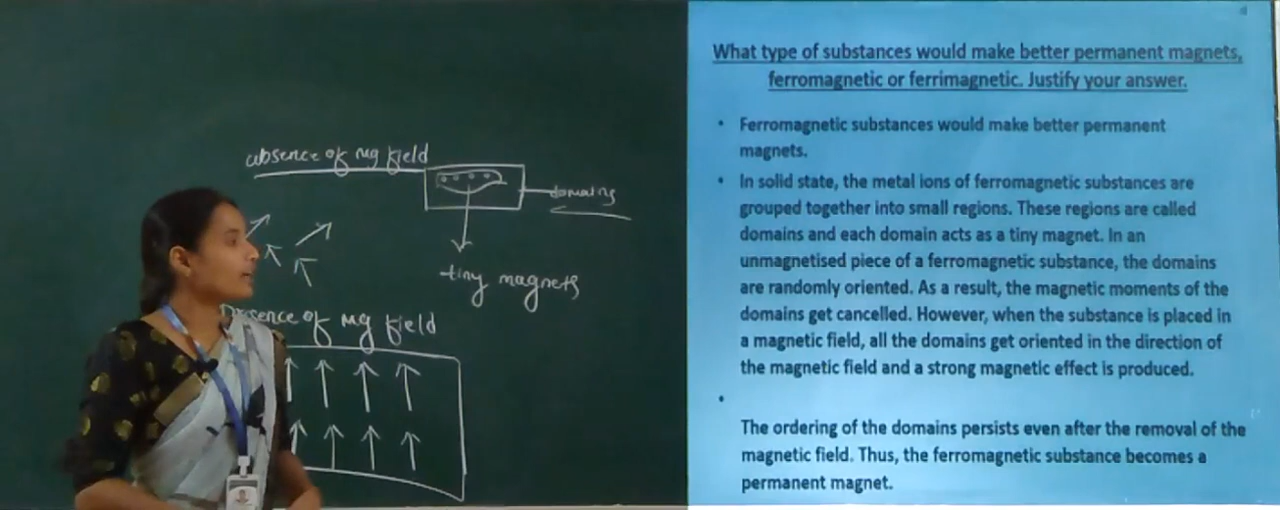 absence of mg field
domains
tiny magnets
Presence of mg field
What type of substances would make better permanent magnets,
ferromagnetic or ferrimagnetic. Justify your answer.
• Ferromagnetic substances would make better permanent
magnets.
• In solid state, the metal ions of ferromagnetic substances are
grouped together into small regions. These regions are called
domains and each domain acts as a tiny magnet. In an
unmagnetised piece of a ferromagnetic substance, the domains
are randomly oriented. As a result, the magnetic moments of the
domains get cancelled. However, when the substance is placed in
a magnetic field, all the domains get oriented in the direction of
the magnetic field and a strong magnetic effect is produced.
•
The ordering of the domains persists even after the removal of the
magnetic field. Thus, the ferromagnetic substance becomes a
permanent magnet.